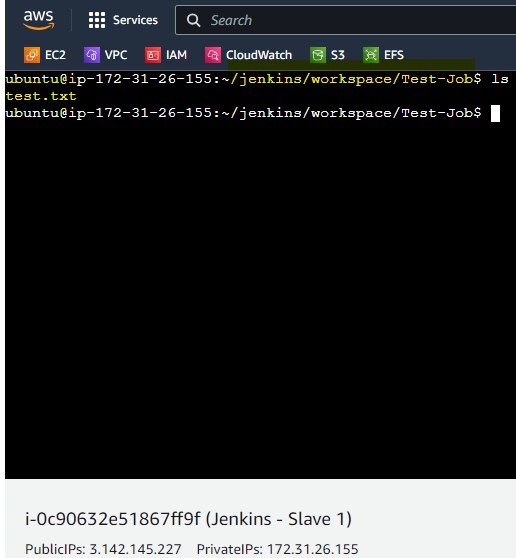 aws Services Search
EC2 VPC IAM CloudWatch S3 EFS
ubuntu@ip-172-31-26-155:~/jenkins/workspace/Test-Job$ ls
test.txt
ubuntu@ip-172-31-26-155:~/jenkins/workspace/Test-Job$
i-0c90632e51867ff9f (Jenkins - Slave 1)
PublicIPs: 3.142.145.227 PrivateIPs: 172.31.26.155